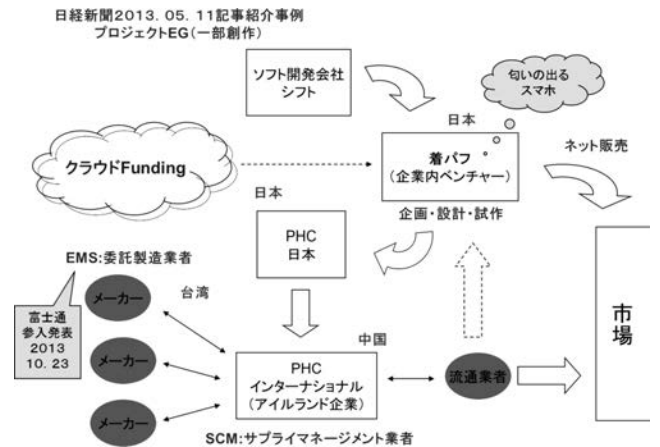 日経新聞2013．05．11記事紹介事例
プロジェクトEG（一部創作）
ソフト開発会社
シフト
匂いの出る
スマホ
日本
クラウドFunding
着パフ
（企業内ベンチャー）
ネット販売
企画・設計・試作
日本
PHC
日本
EMS：委託製造業者
台湾
メーカー
富士通
参入発表
2013
10．23
メーカー
メーカー
中国
PHC
インターナショナル
（アイルランド企業）
流通業者
市場
SCM：サプライマネージメント業者